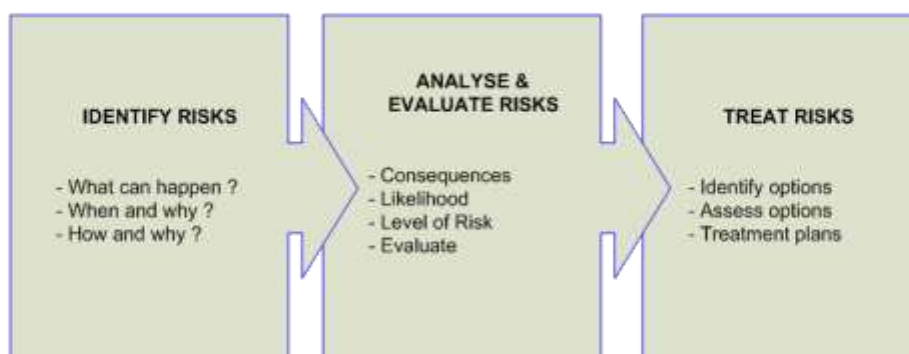 IDENTIFY RISKS
- What can happen ?
- When and why ?
- How and why ?
ANALYSE &
EVALUATE RISKS
- Consequences
- Likelihood
- Level of Risk
- Evaluate
TREAT RISKS
- Identify options
- Assess options
- Treatment plans